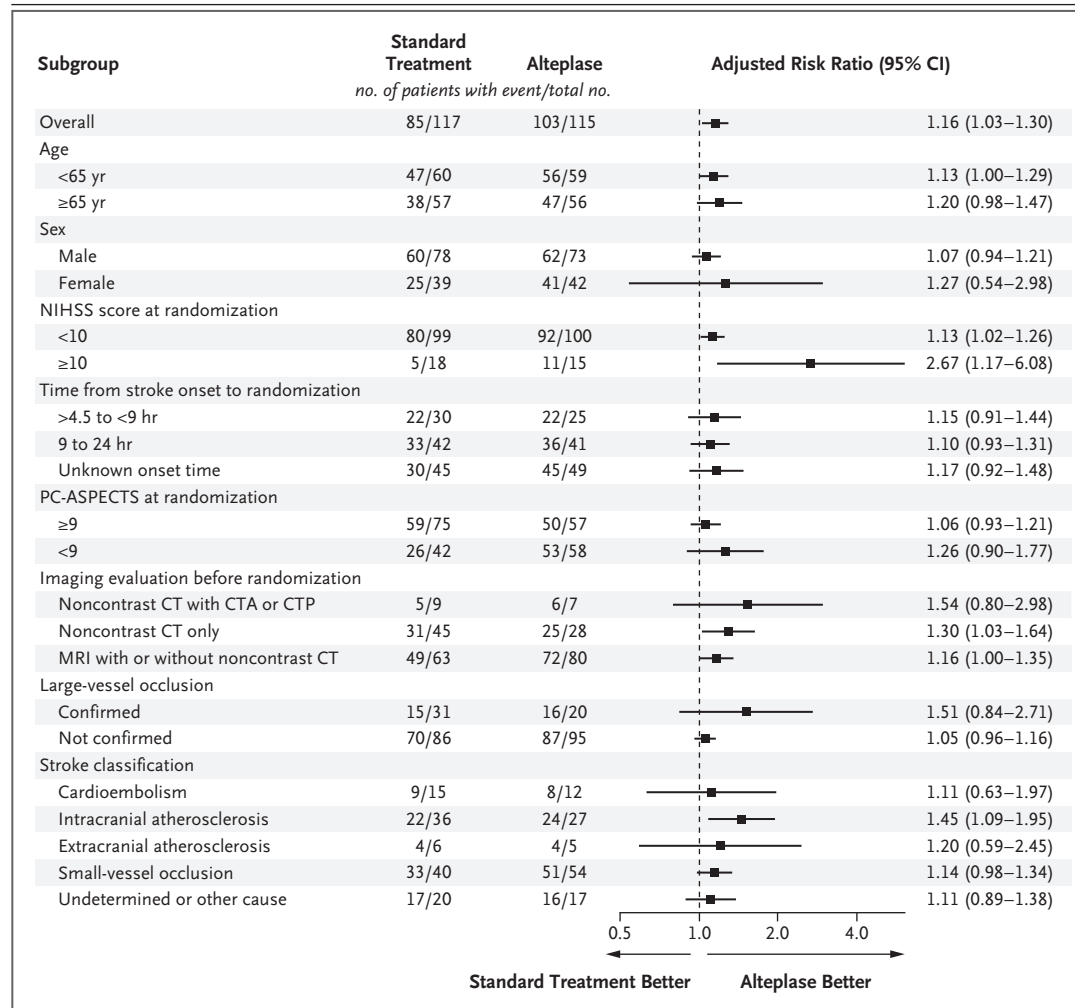 Subgroup Standard Treatment Alteplase Adjusted Risk Ratio (95% CI)
no. of patients with event/total no.
Overall 85/117 103/115 1.16 (1.03–1.30)
Age
<65 yr 47/60 56/59 1.13 (1.00–1.29)
≥65 yr 38/57 47/56 1.20 (0.98–1.47)
Sex
Male 60/78 62/73 1.07 (0.94–1.21)
Female 25/39 41/42 1.27 (0.54–2.98)
NIHSS score at randomization
<10 80/99 92/100 1.13 (1.02–1.26)
≥10 5/18 11/15 2.67 (1.17–6.08)
Time from stroke onset to randomization
>4.5 to <9 hr 22/30 22/25 1.15 (0.91–1.44)
9 to 24 hr 33/42 36/41 1.10 (0.93–1.31)
Unknown onset time 30/45 45/49 1.17 (0.92–1.48)
PC-ASPECTS at randomization
≥9 59/75 50/57 1.06 (0.93–1.21)
<9 26/42 53/58 1.26 (0.90–1.77)
Imaging evaluation before randomization
Noncontrast CT with CTA or CTP 5/9 6/7 1.54 (0.80–2.98)
Noncontrast CT only 31/45 25/28 1.30 (1.03–1.64)
MRI with or without noncontrast CT 49/63 72/80 1.16 (1.00–1.35)
Large-vessel occlusion
Confirmed 15/31 16/20 1.51 (0.84–2.71)
Not confirmed 70/86 87/95 1.05 (0.96–1.16)
Stroke classification
Cardioembolism 9/15 8/12 1.11 (0.63–1.97)
Intracranial atherosclerosis 22/36 24/27 1.45 (1.09–1.95)
Extracranial atherosclerosis 4/6 4/5 1.20 (0.59–2.45)
Small-vessel occlusion 33/40 51/54 1.14 (0.98–1.34)
Undetermined or other cause 17/20 16/17 1.11 (0.89–1.38)
0.5 1.0 2.0 4.0
Standard Treatment Better Alteplase Better